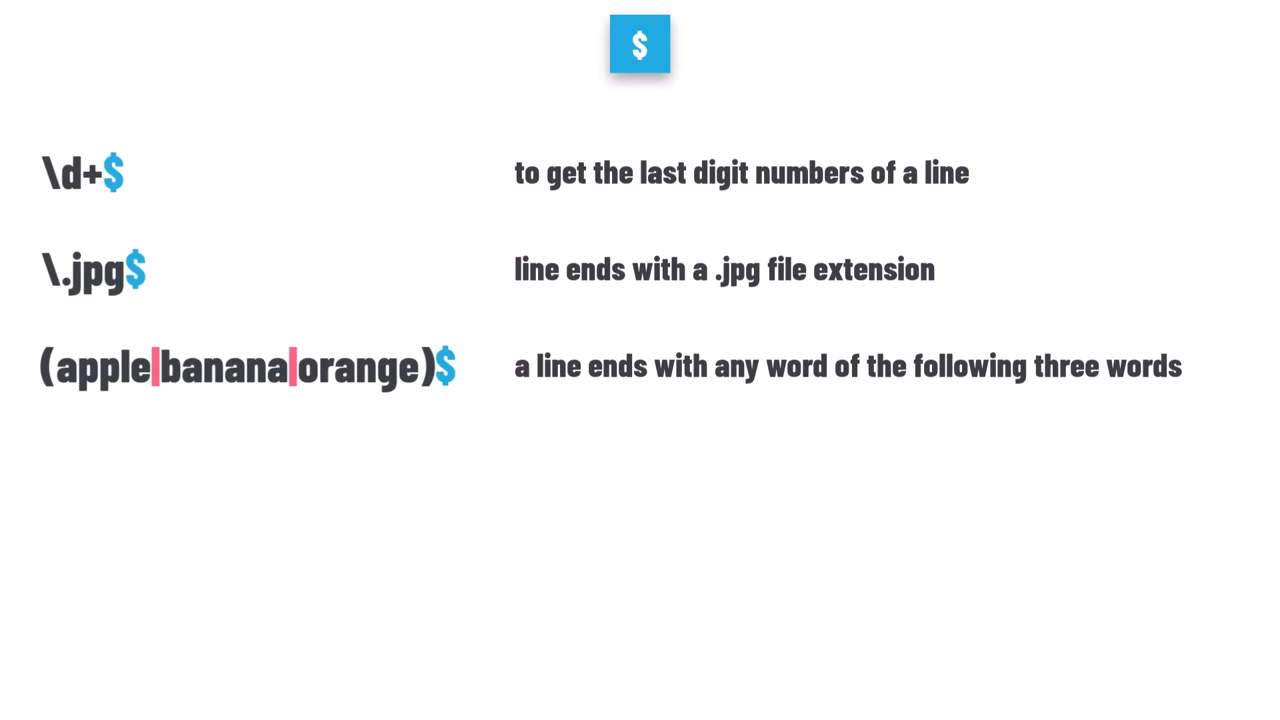 $
\d+$ to get the last digit numbers of a line
\.jpg$ line ends with a .jpg file extension
(apple|banana|orange)$ a line ends with any word of the following three words